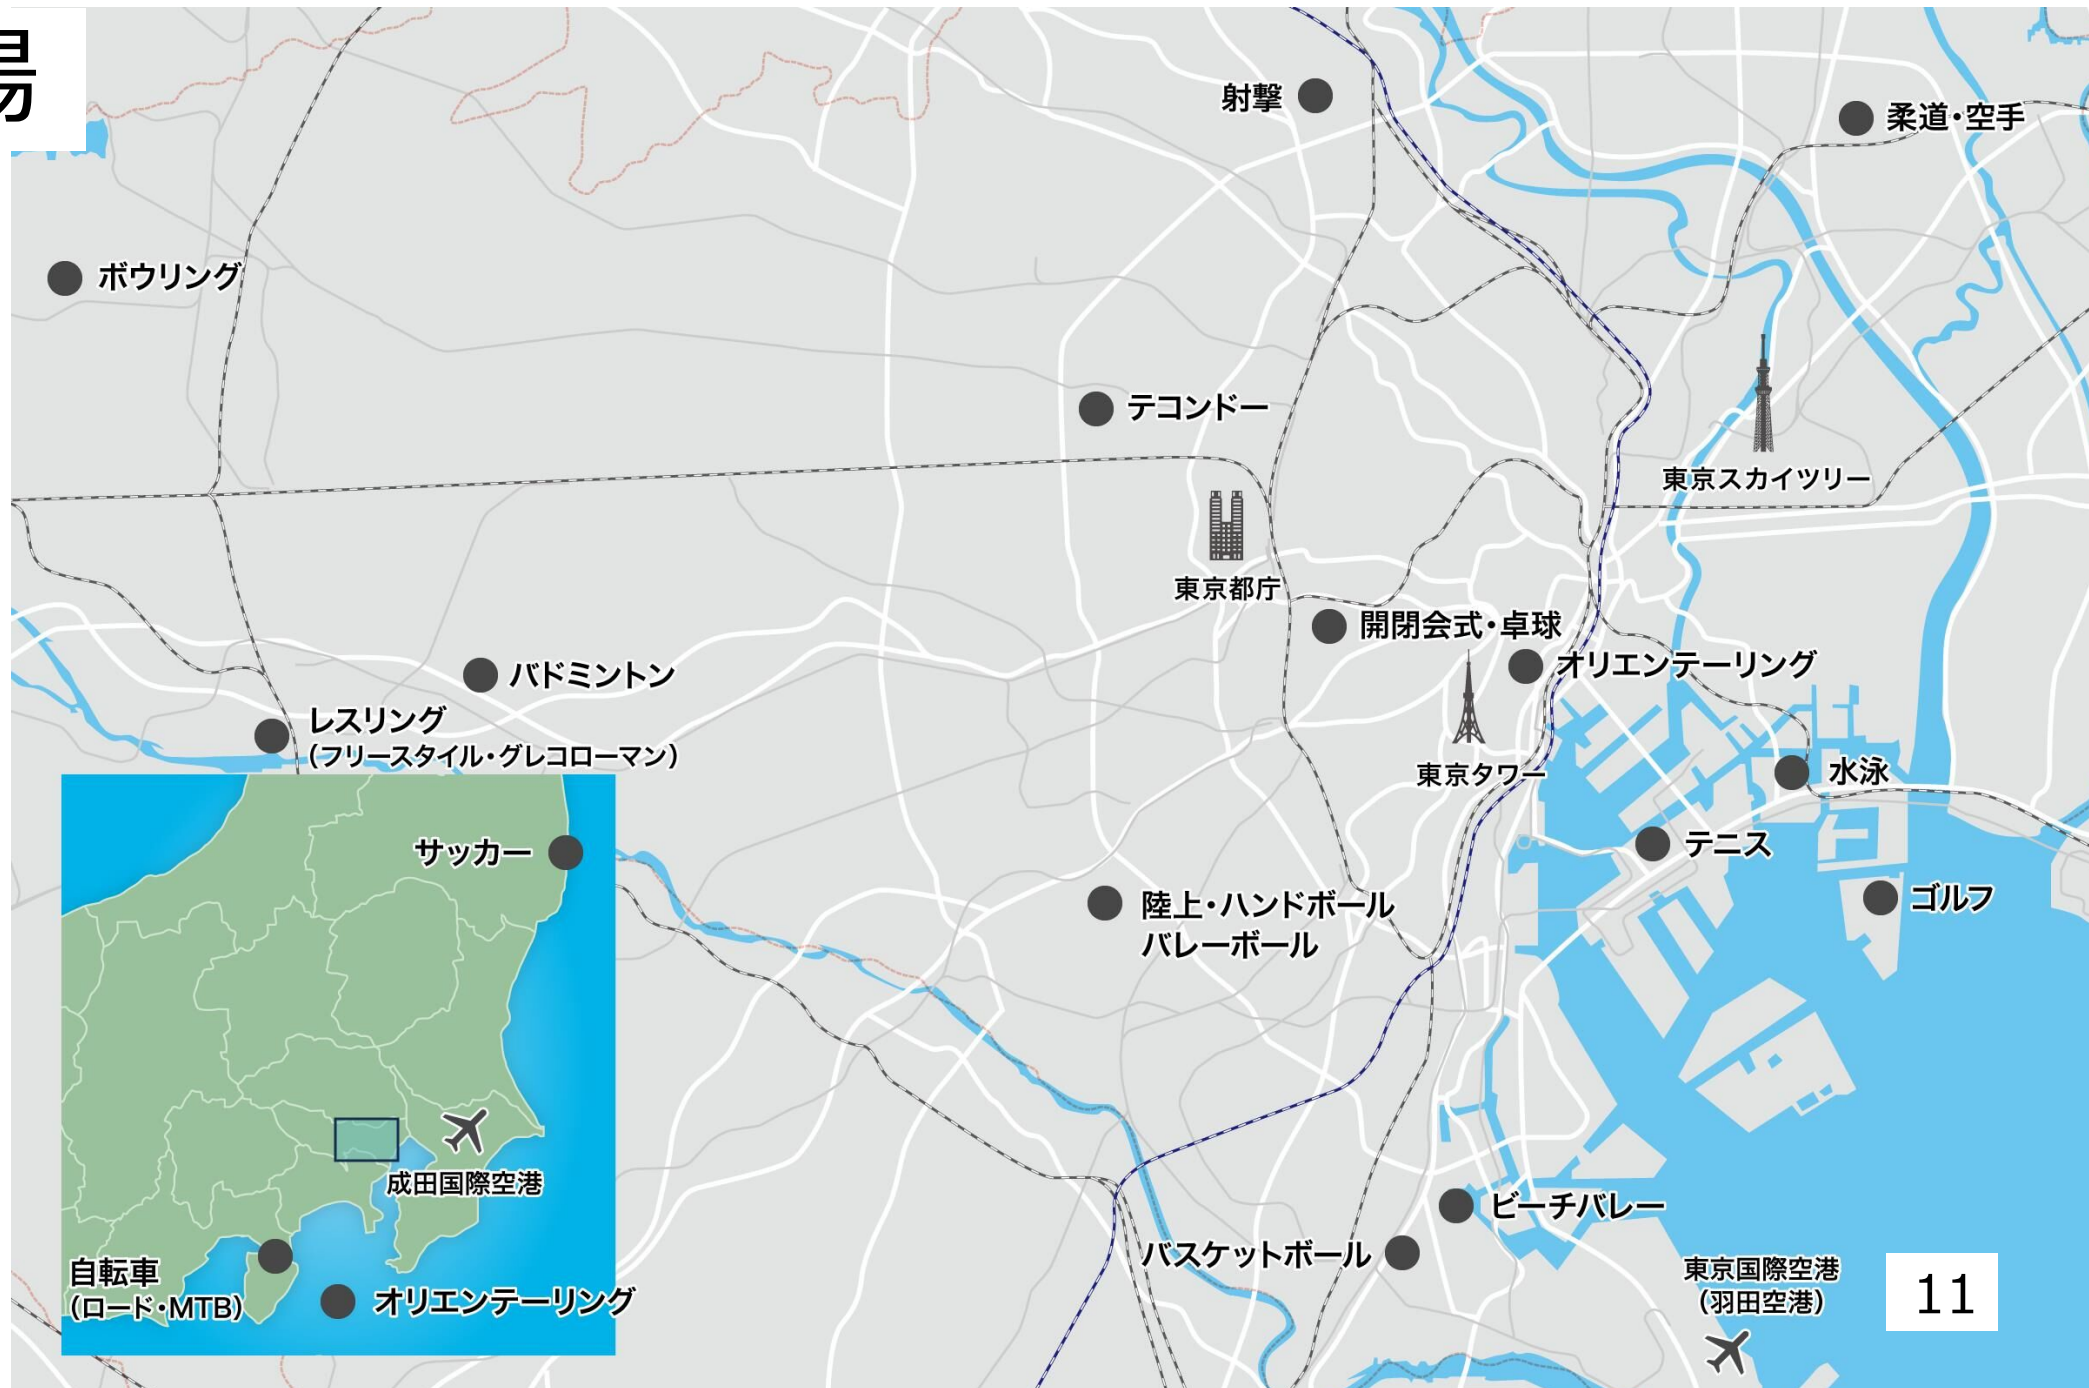 場
射撃
柔道・空手
ボウリング
テコンドー
東京スカイツリー
東京都庁
開閉会式・卓球
オリエンテーリング
バドミントン
レスリング
（フリースタイル・グレコローマン）
東京タワー
水泳
テニス
サッカー
ゴルフ
陸上・ハンドボール
バレーボール
成田国際空港
自転車
（ロード・MTB）
オリエンテーリング
ビーチバレー
バスケットボール
東京国際空港
（羽田空港）
11